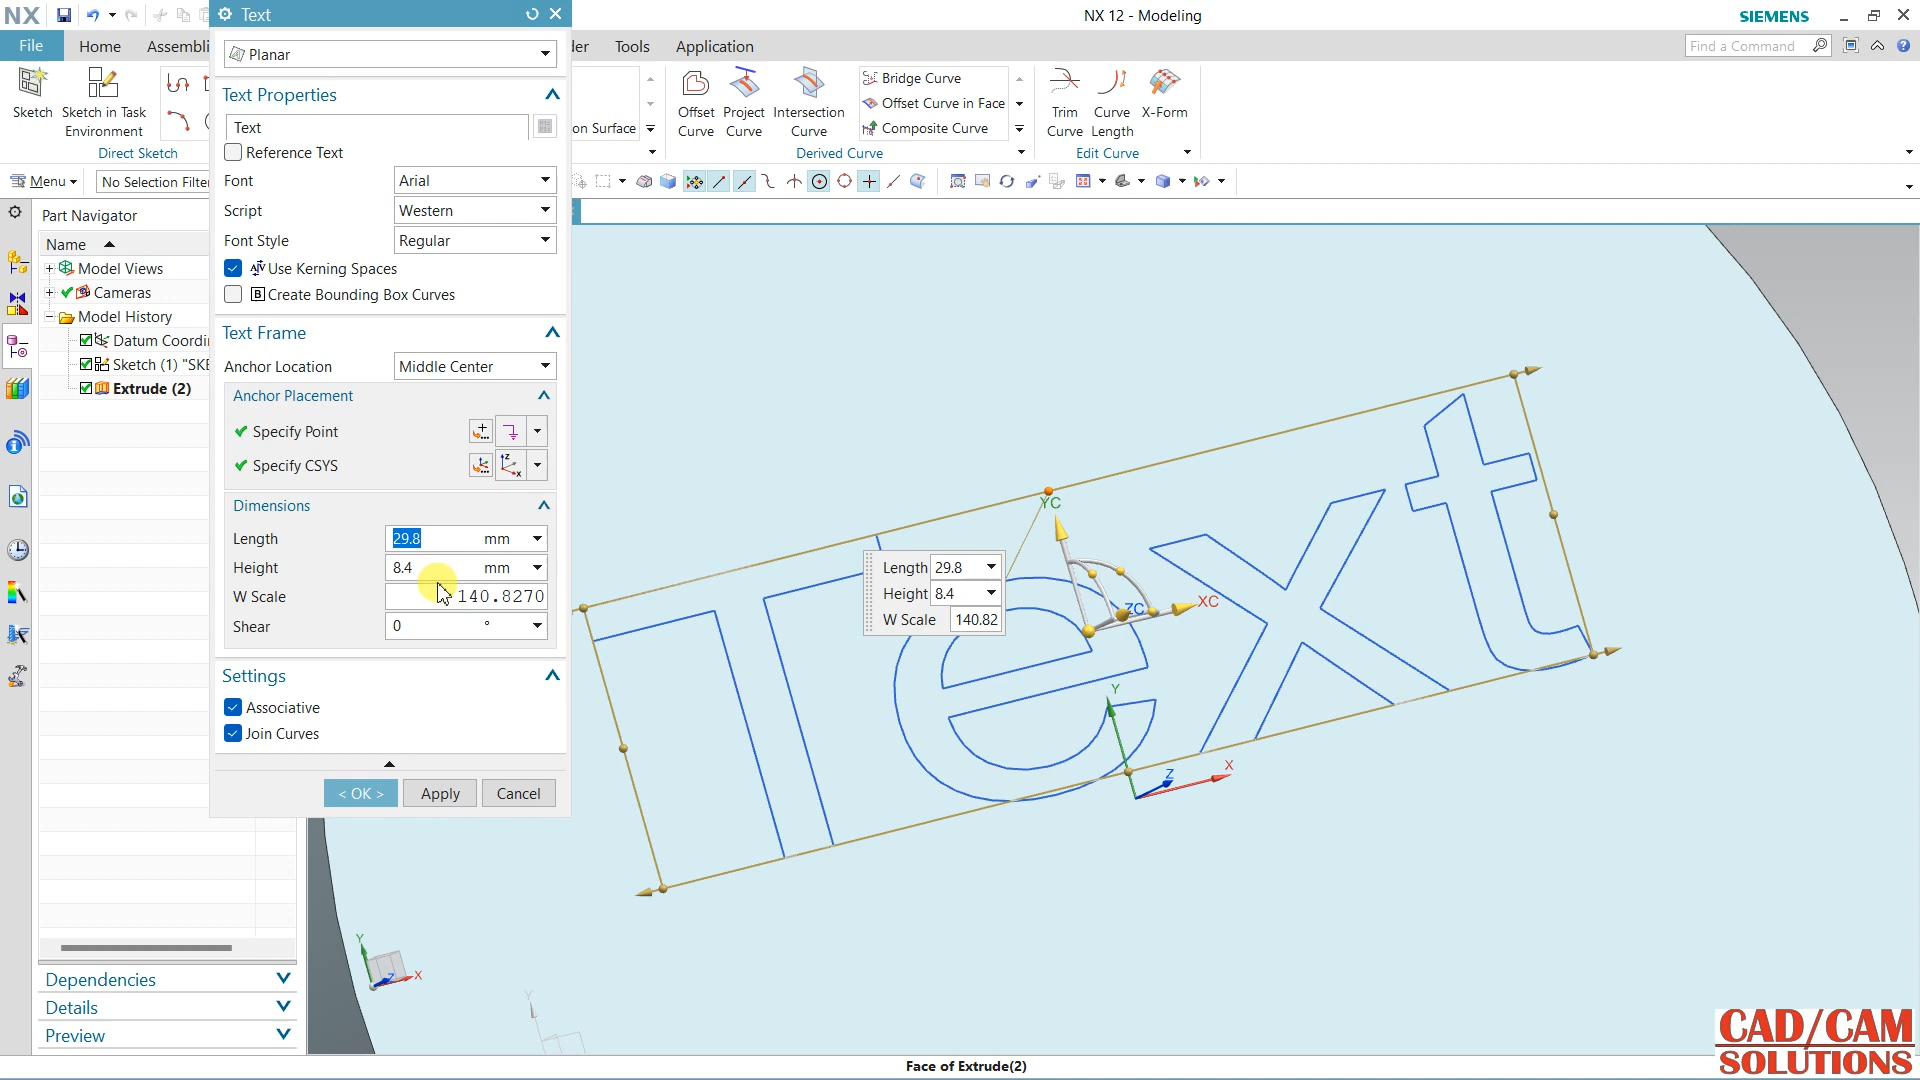 NX
Text
NX 12 - Modeling
SIEMENS
File
Home
Assembli
der
Tools
Application
Find a Command
Planar
Text Properties
Text
Reference Text
Font
Arial
Script
Western
Font Style
Regular
Use Kerning Spaces
Create Bounding Box Curves
Text Frame
Anchor Location
Middle Center
Anchor Placement
Specify Point
Specify CSYS
Dimensions
Length
29.8
mm
Height
8.4
mm
W Scale
140.8270
Shear
0
°
Settings
Associative
Join Curves
< OK >
Apply
Cancel
Sketch
Sketch in Task
Environment
Direct Sketch
on Surface
Offset
Curve
Project
Curve
Intersection
Curve
Bridge Curve
Offset Curve in Face
Composite Curve
Derived Curve
Trim
Curve
Curve
Length
X-Form
Edit Curve
Menu
No Selection Filter
Part Navigator
Name
Model Views
Cameras
Model History
Datum Coordi
Sketch (1) "SKE
Extrude (2)
Dependencies
Details
Preview
Text
YC
XC
ZC
Length 29.8
Height 8.4
W Scale 140.82
Y
Z
X
Y
Z
X
Y
Face of Extrude(2)
CAD/CAM
SOLUTIONS